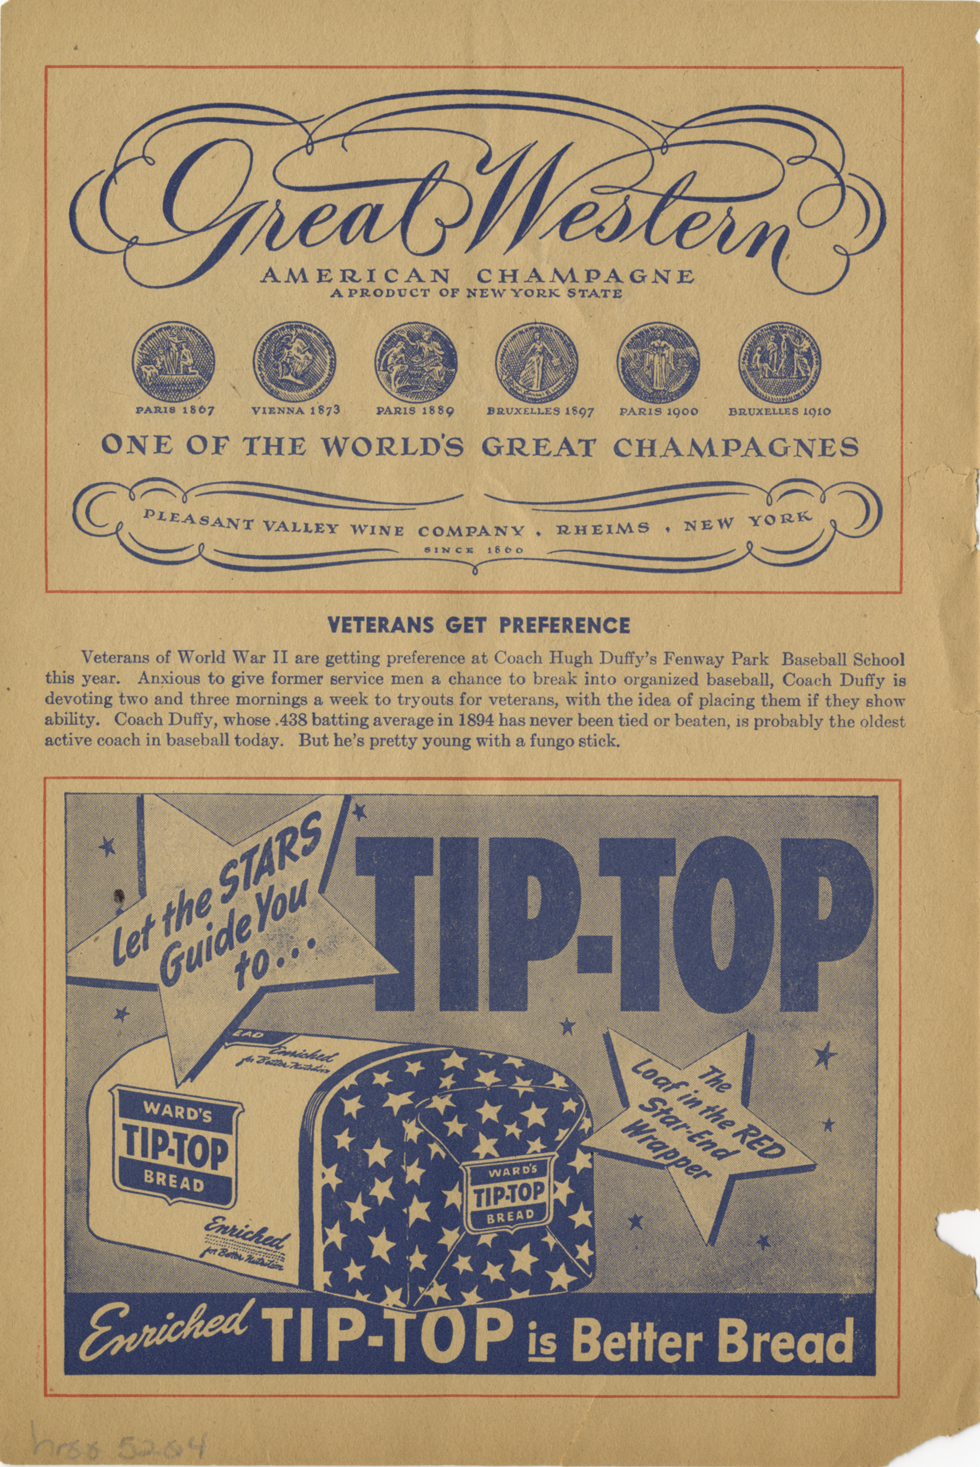 Great Western
AMERICAN CHAMPAGNE
A PRODUCT OF NEW YORK STATE
PARIS 1867 VIENNA 1873 PARIS 1889 BRUXELLES 1897 PARIS 1900 BRUXELLES 1910
ONE OF THE WORLD'S GREAT CHAMPAGNES
PLEASANT VALLEY WINE COMPANY . RHEIMS . NEW YORK
SINCE 1860
VETERANS GET PREFERENCE
Veterans of World War II are getting preference at Coach Hugh Duffy's Fenway Park Baseball School
this year. Anxious to give former service men a chance to break into organized baseball, Coach Duffy is
devoting two and three mornings a week to tryouts for veterans, with the idea of placing them if they show
ability. Coach Duffy, whose .438 batting average in 1894 has never been tied or beaten, is probably the oldest
active coach in baseball today. But he's pretty young with a fungo stick.
Let the STARS
Guide You
to...
TIP-TOP
EAD
Enriched
for Better Nutrition
The
Loaf in the RED
Star-End
Wrapper
WARD'S
TIP-TOP
BREAD
WARD'S
TIP-TOP
BREAD
Enriched
for Better Nutrition
Enriched TIP-TOP is Better Bread
5204